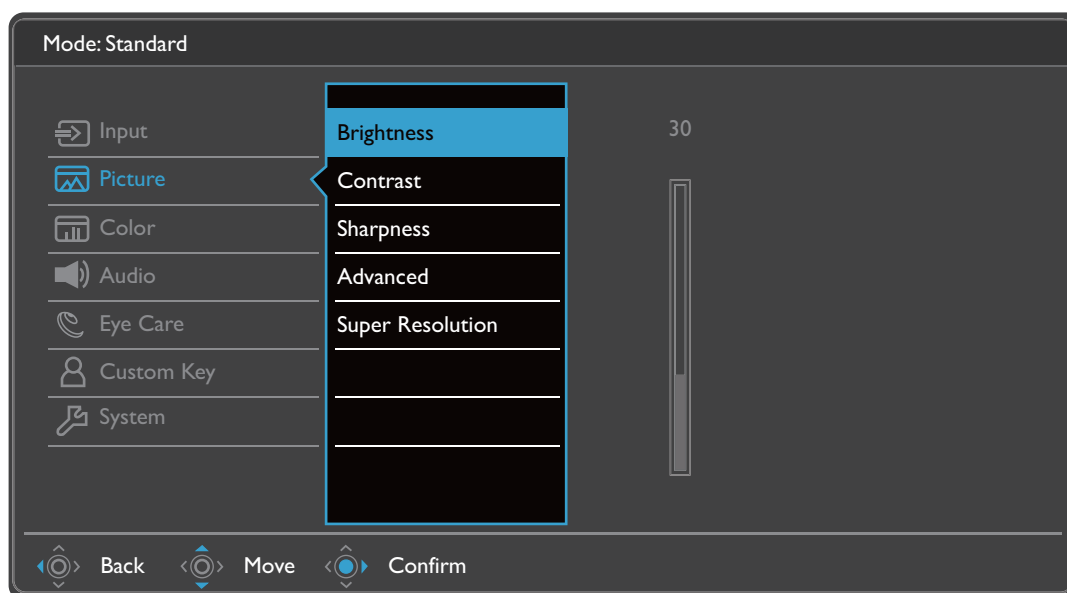 Mode: Standard
Input
Picture
Color
Audio
Eye Care
Custom Key
System
Brightness
Contrast
Sharpness
Advanced
Super Resolution
30
Back Move Confirm